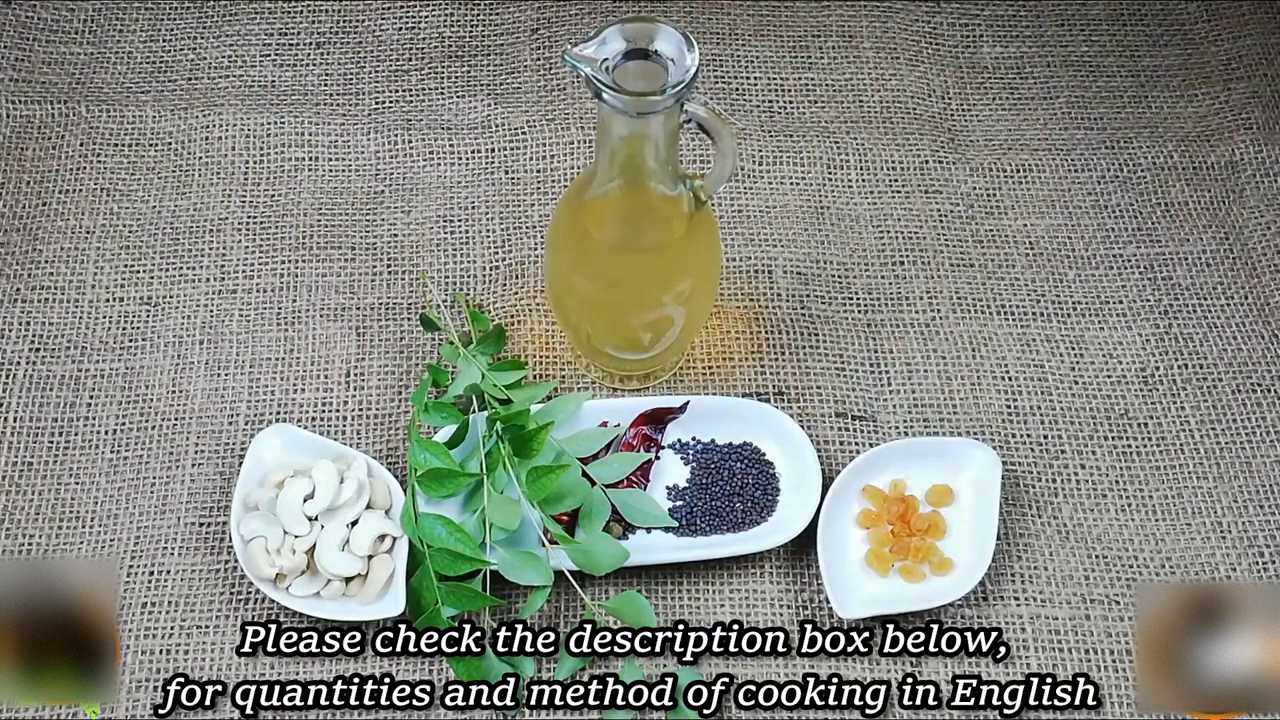 Please check the description box below,
for quantities and method of cooking in English